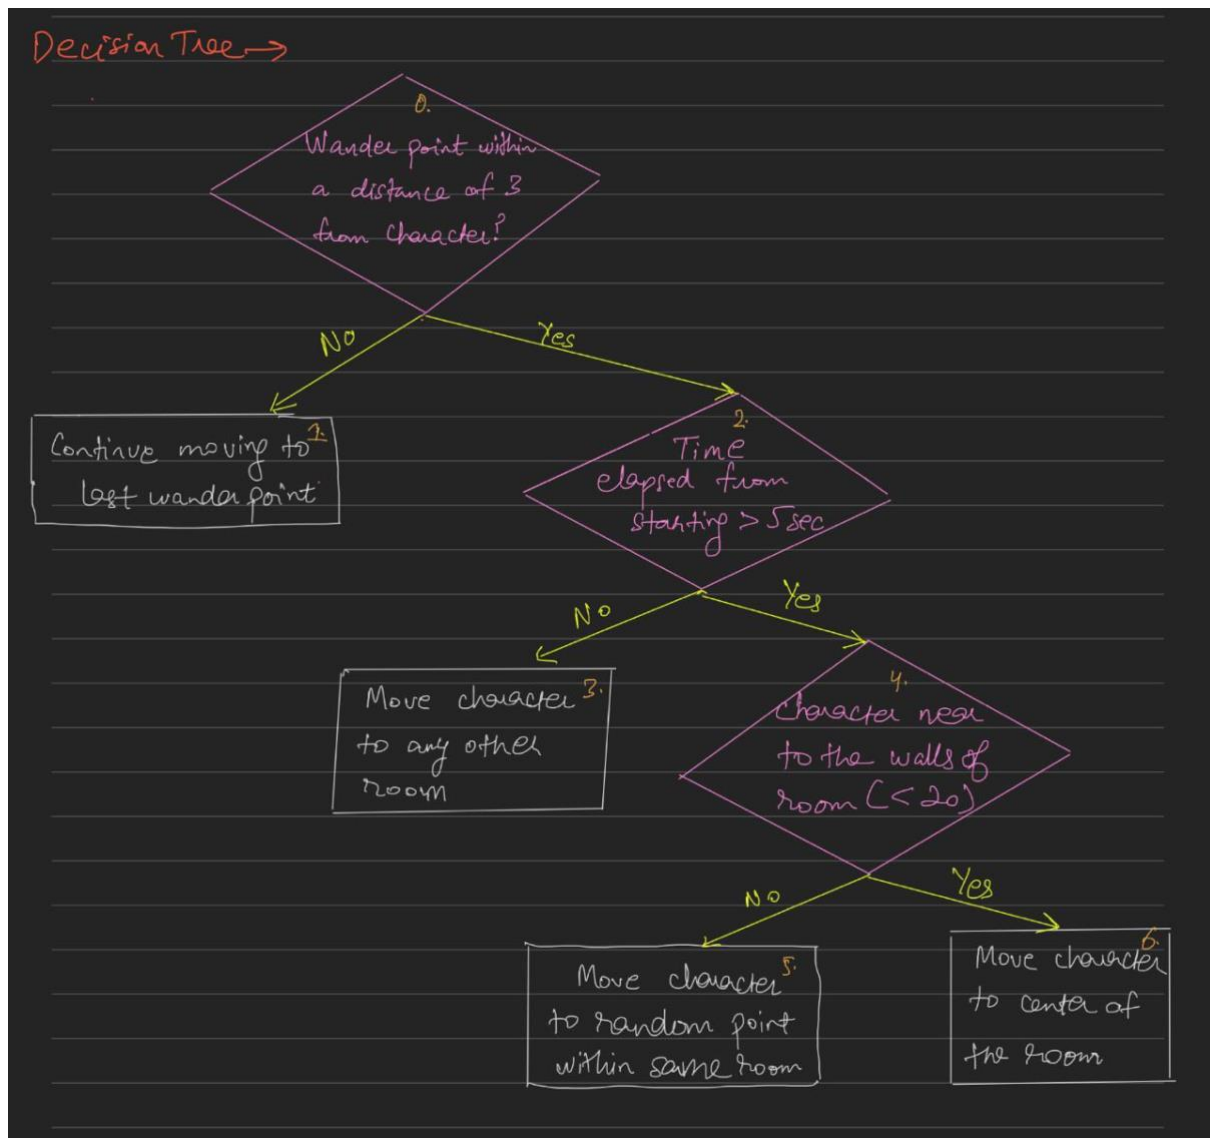 Decision Tree →
0.
Wander point within
a distance of 3
from character?
No
Yes
Continue moving to 1.
last wander point
2.
Time
elapsed from
starting > 5 sec
No
Yes
Move character 3.
to any other
room
4.
Character near
to the walls of
room (< 20)
No
Yes
Move character 5.
to random point
within same room
6.
Move character
to center of
the room